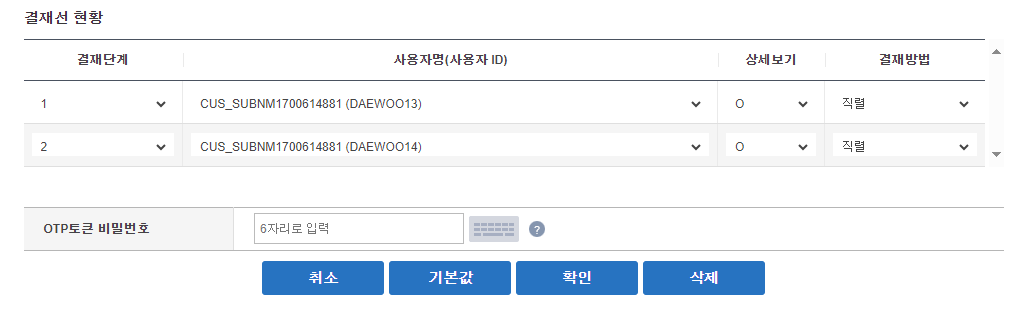 결재선 현황
결재단계 사용자명(사용자 ID) 상세보기 결재방법
1 CUS_SUBNM1700614881 (DAEWOO13) O 직렬
2 CUS_SUBNM1700614881 (DAEWOO14) O 직렬
OTP토큰 비밀번호 6자리로 입력 ?
취소 기본값 확인 삭제